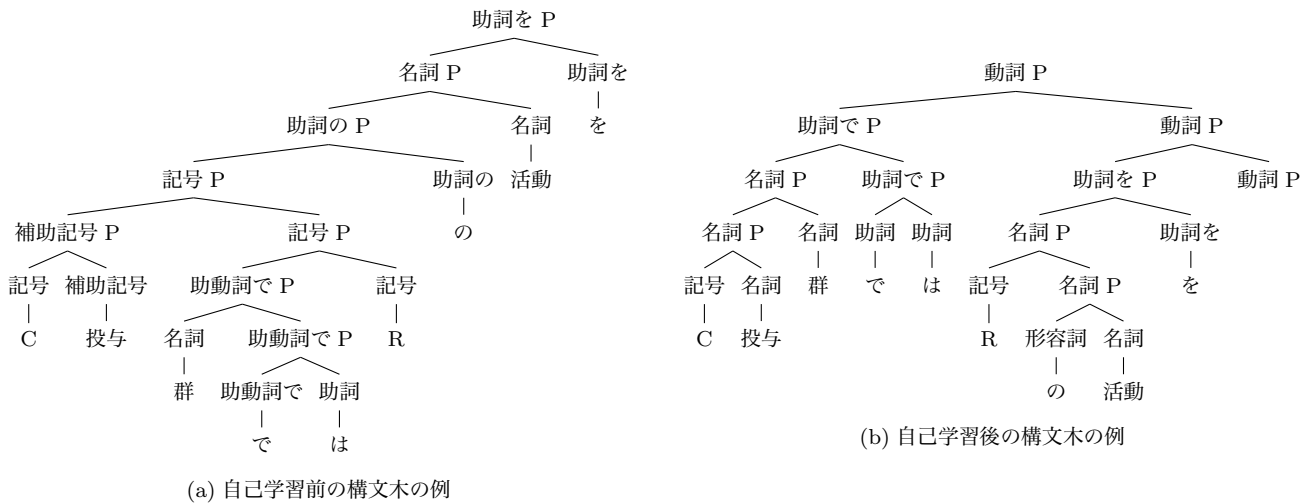 助詞を P
名詞 P 助詞を
助詞の P 名詞 を
記号 P 助詞の 活動
補助記号 P 記号 P の
記号 補助記号 助動詞で P 記号
C 投与 名詞 助動詞で P R
群 助動詞で 助詞
で は
(a) 自己学習前の構文木の例
動詞 P
助詞で P 動詞 P
名詞 P 助詞で P 助詞を P 動詞 P
名詞 P 名詞 助詞 助詞 名詞 P 助詞を
記号 名詞 群 で は 記号 名詞 P を
C 投与 R 形容詞 名詞
の 活動
(b) 自己学習後の構文木の例